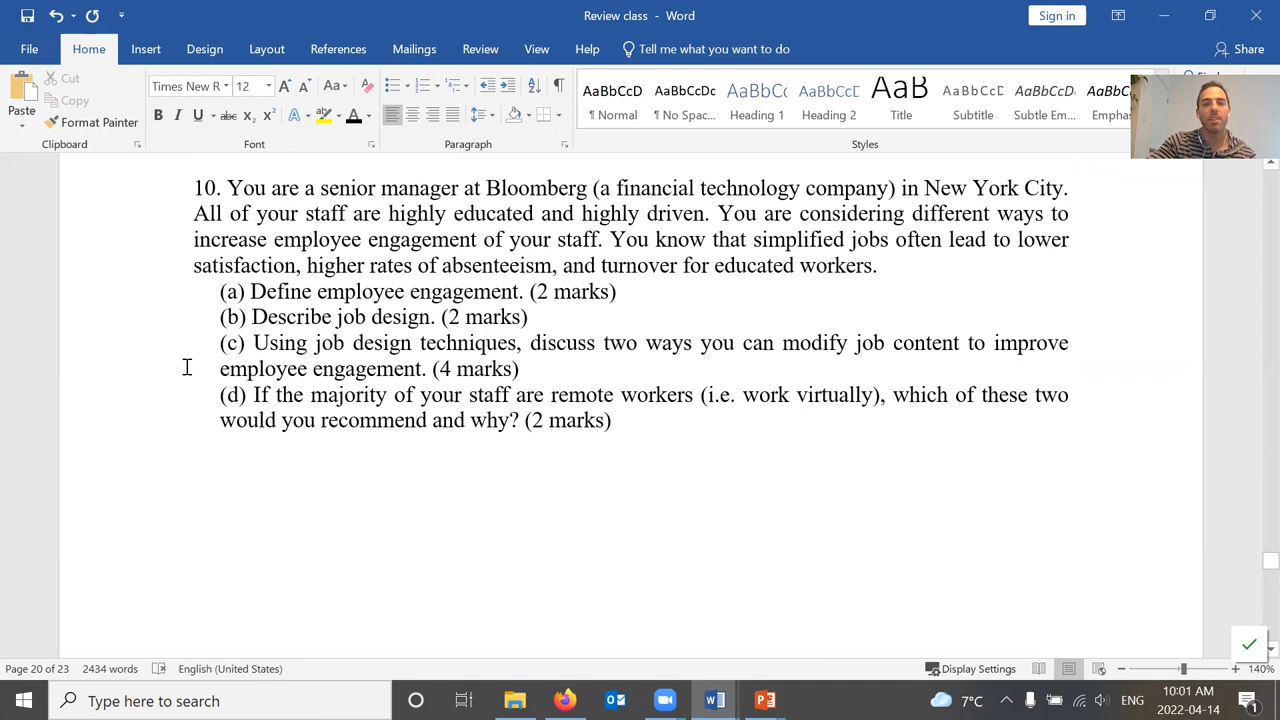 Review class - Word
Sign in
File Home Insert Design Layout References Mailings Review View Help Tell me what you want to do Share
Paste
Cut
Copy
Format Painter
Times New R 12
Clipboard Font Paragraph Styles
AaBbCcD ¶ Normal
AaBbCcDc ¶ No Spac...
AaBbCc Heading 1
AaBbCcD Heading 2
AaB Title
AaBbCcD Subtitle
AaBbCcD Subtle Em...
10. You are a senior manager at Bloomberg (a financial technology company) in New York City.
All of your staff are highly educated and highly driven. You are considering different ways to
increase employee engagement of your staff. You know that simplified jobs often lead to lower
satisfaction, higher rates of absenteeism, and turnover for educated workers.
(a) Define employee engagement. (2 marks)
(b) Describe job design. (2 marks)
(c) Using job design techniques, discuss two ways you can modify job content to improve
employee engagement. (4 marks)
(d) If the majority of your staff are remote workers (i.e. work virtually), which of these two
would you recommend and why? (2 marks)
Page 20 of 23 2434 words English (United States) Display Settings 140%
Type here to search
7°C ENG
10:01 AM
2022-04-14